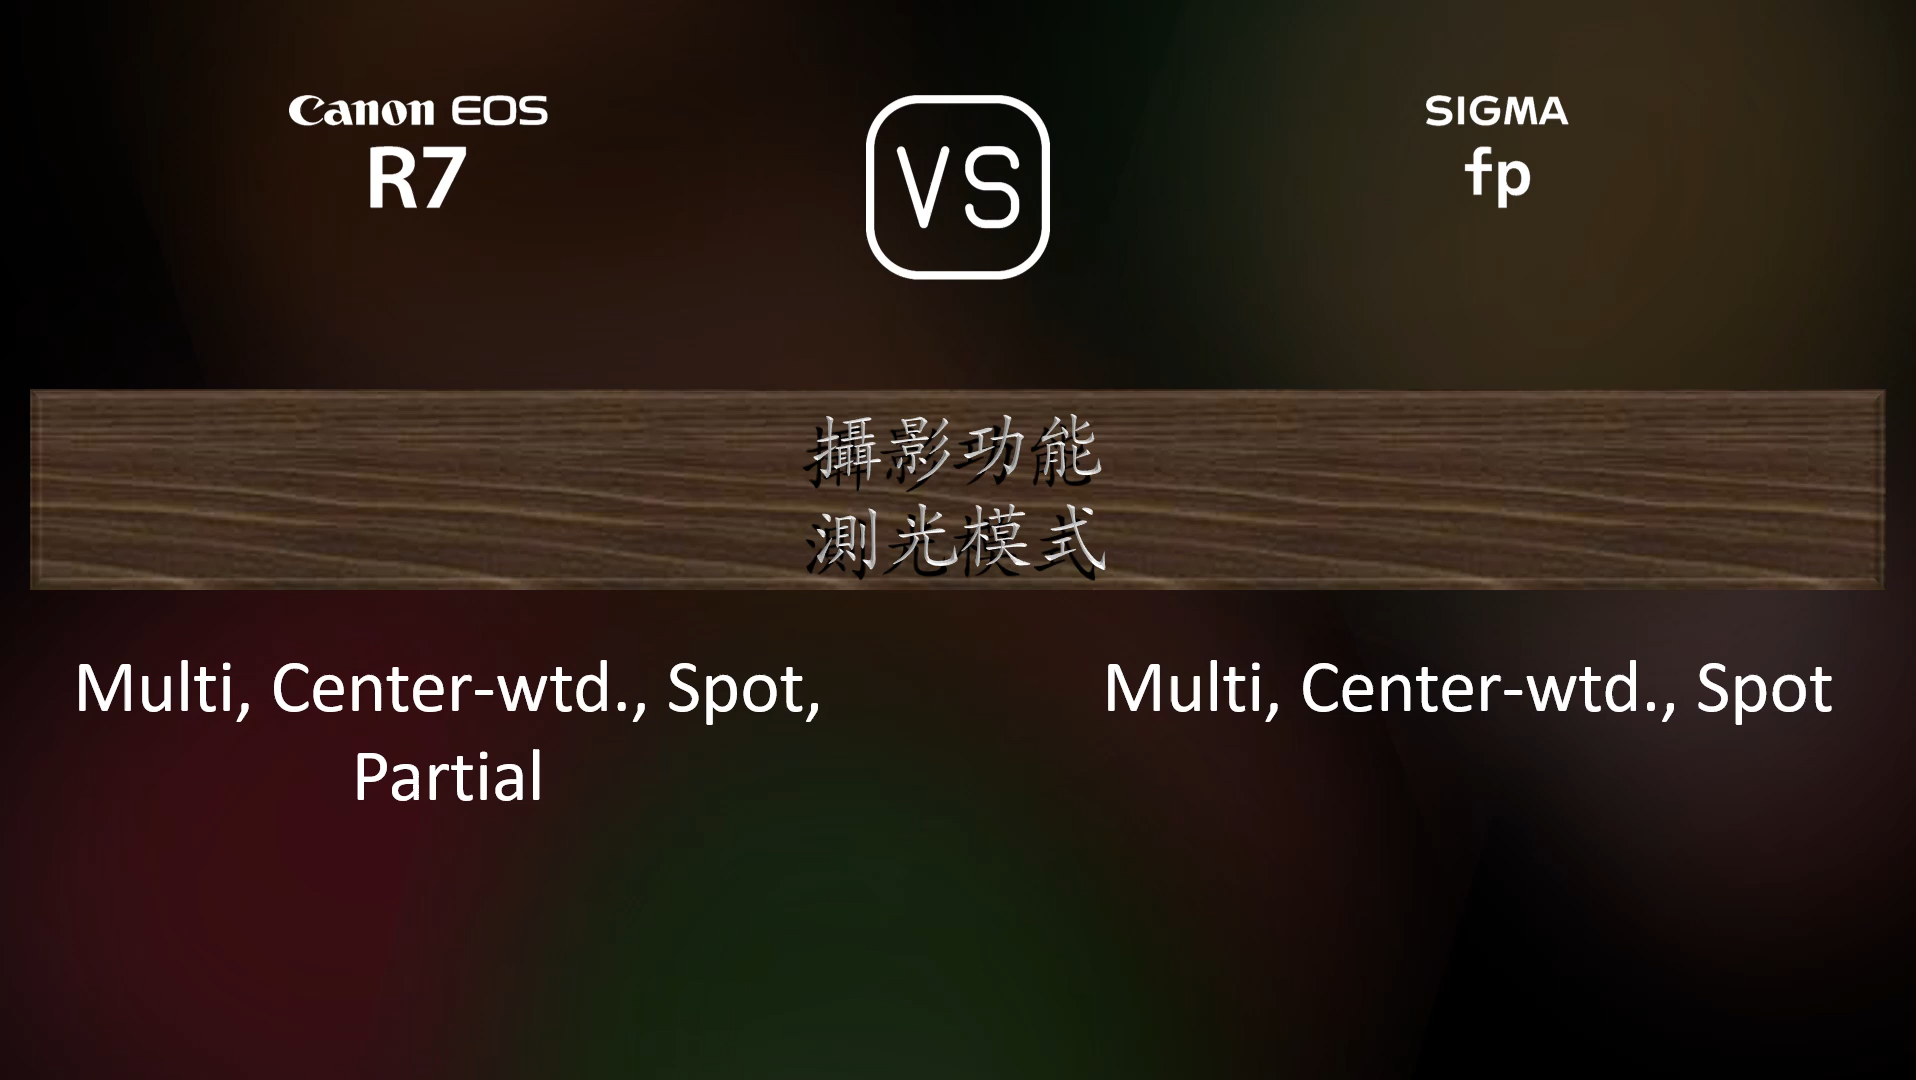 Canon EOS
R7
VS
SIGMA
fp
攝影功能
測光模式
Multi, Center-wtd., Spot,
Partial
Multi, Center-wtd., Spot